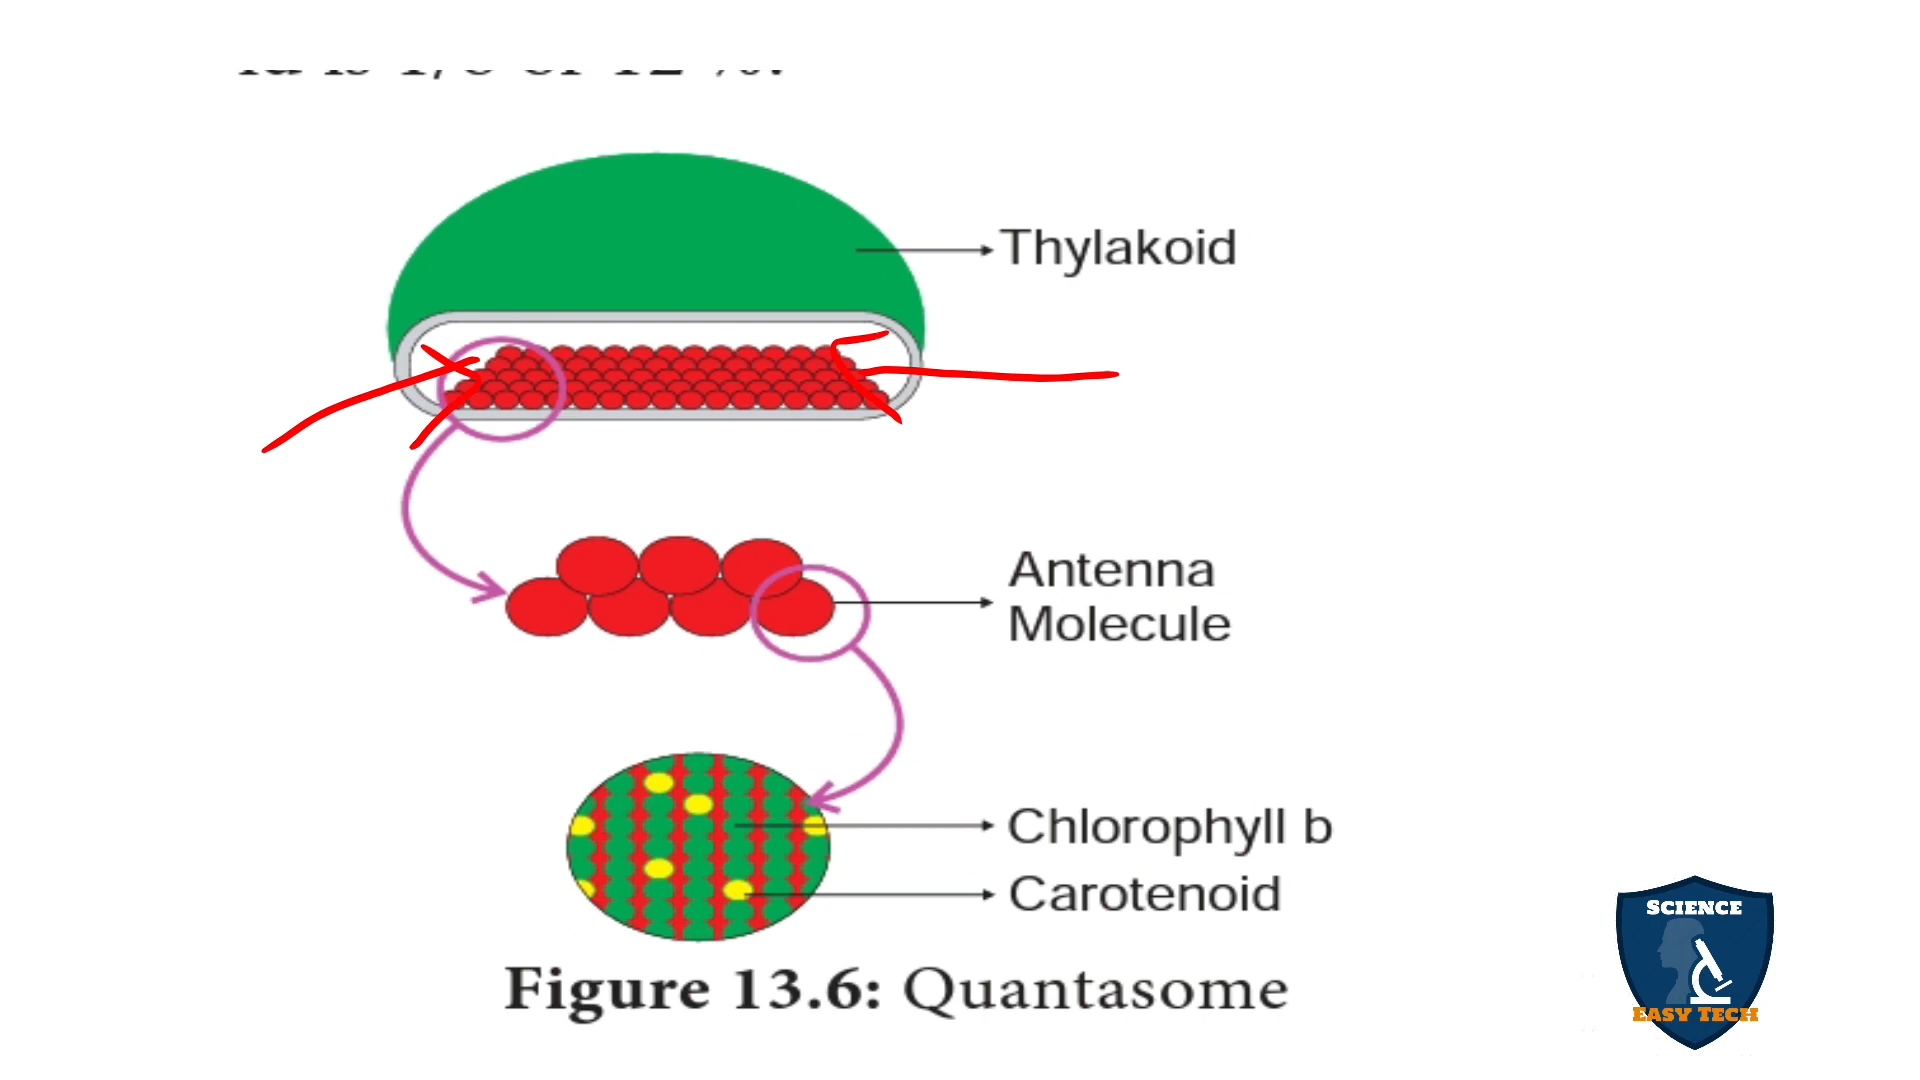 Thylakoid
Antenna
Molecule
Chlorophyll b
Carotenoid
Figure 13.6: Quantasome
SCIENCE
EASY TECH